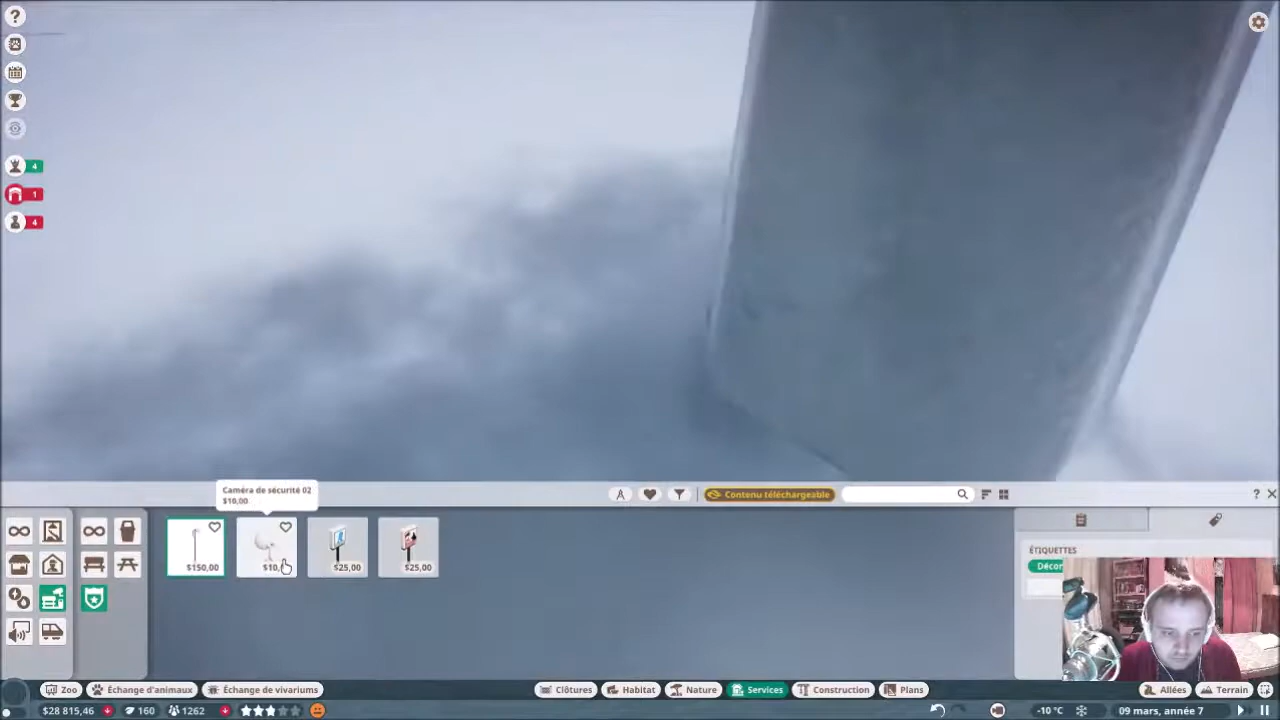 4
1
4
Caméra de sécurité 02
$10,00
Contenu téléchargeable
$150,00
$10,
$25,00
$25,00
ÉTIQUETTES
Décor
Zoo
Échange d'animaux
Échange de vivariums
Clôtures
Habitat
Nature
Services
Construction
Plans
Allées
Terrain
$28 815,46
160
1262
-10 °C
09 mars, année 7